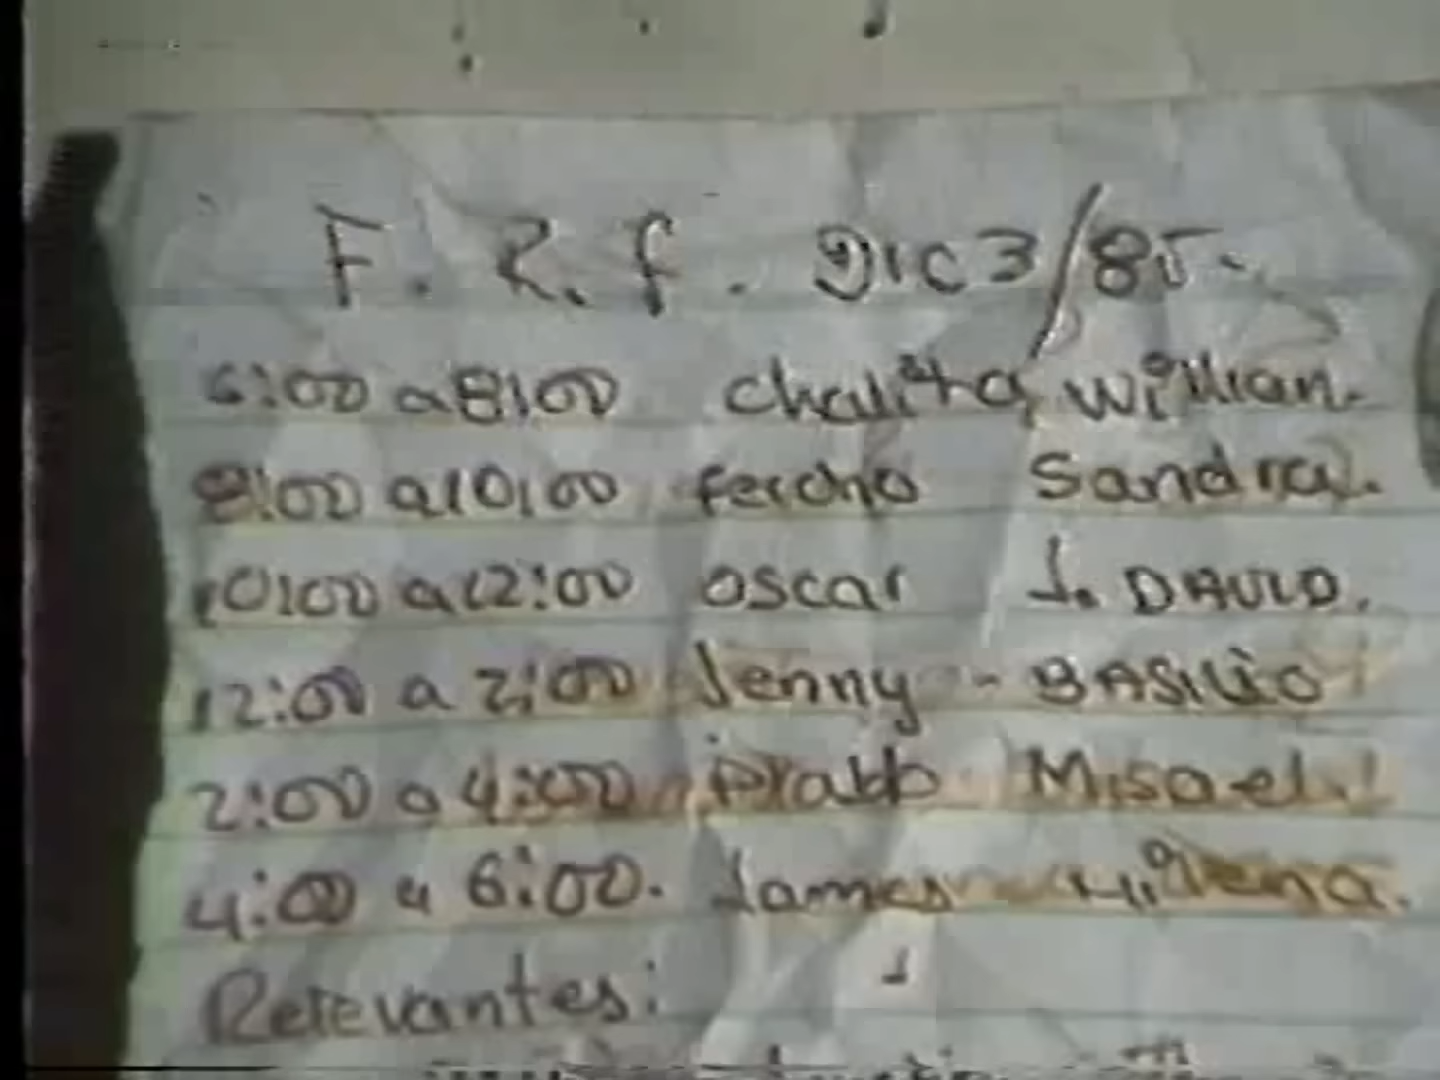 F. R. f. DIC 3/85.
6:00 a 8:00 chalita, Willian.
8:00 a 10:00 fercho Sandra.
10:00 a 12:00 oscar J. DAVID.
12:00 a 2:00 Jenny - BASILIO
2:00 a 4:00 Pablo Misael.
4:00 a 6:00. James Milena.
Relevantes: